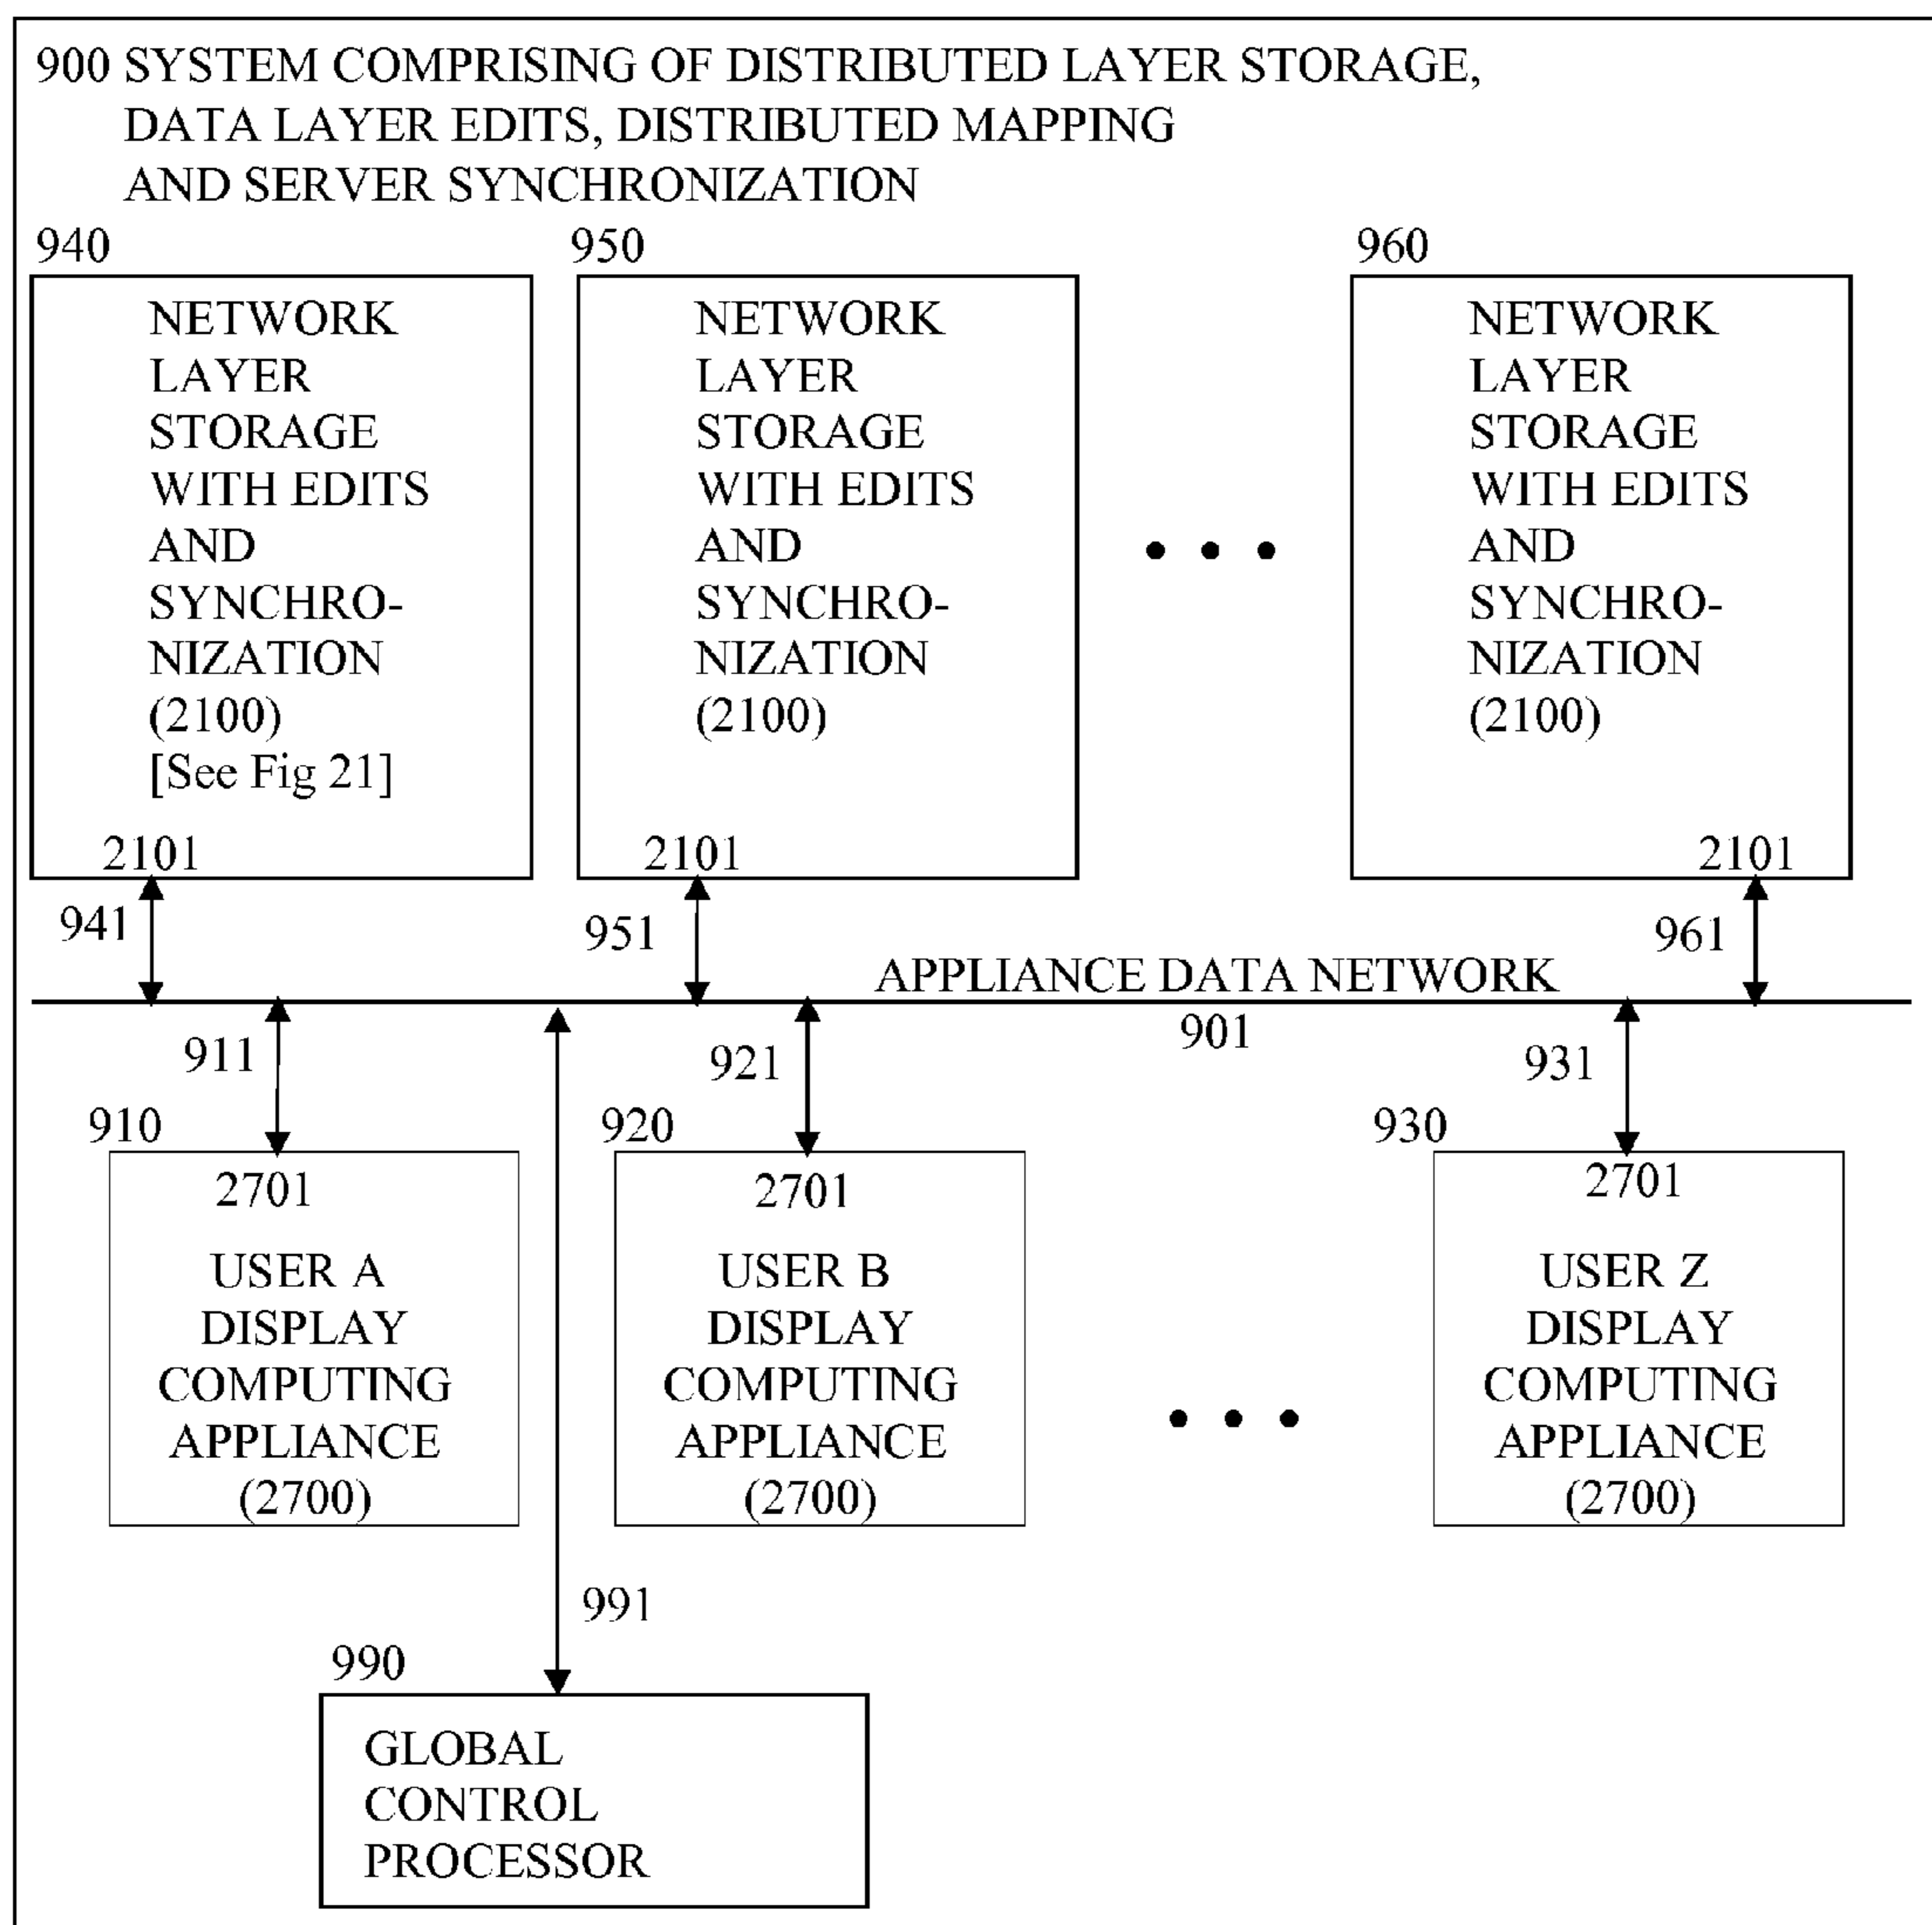 900 SYSTEM COMPRISING OF DISTRIBUTED LAYER STORAGE,
DATA LAYER EDITS, DISTRIBUTED MAPPING
AND SERVER SYNCHRONIZATION
940
NETWORK
LAYER
STORAGE
WITH EDITS
AND
SYNCHRO-
NIZATION
(2100)
[See Fig 21]
2101
950
NETWORK
LAYER
STORAGE
WITH EDITS
AND
SYNCHRO-
NIZATION
(2100)
2101
• • •
960
NETWORK
LAYER
STORAGE
WITH EDITS
AND
SYNCHRO-
NIZATION
(2100)
2101
941
951
961
APPLIANCE DATA NETWORK
901
911
921
931
910
2701
USER A
DISPLAY
COMPUTING
APPLIANCE
(2700)
920
2701
USER B
DISPLAY
COMPUTING
APPLIANCE
(2700)
• • •
930
2701
USER Z
DISPLAY
COMPUTING
APPLIANCE
(2700)
991
990
GLOBAL
CONTROL
PROCESSOR